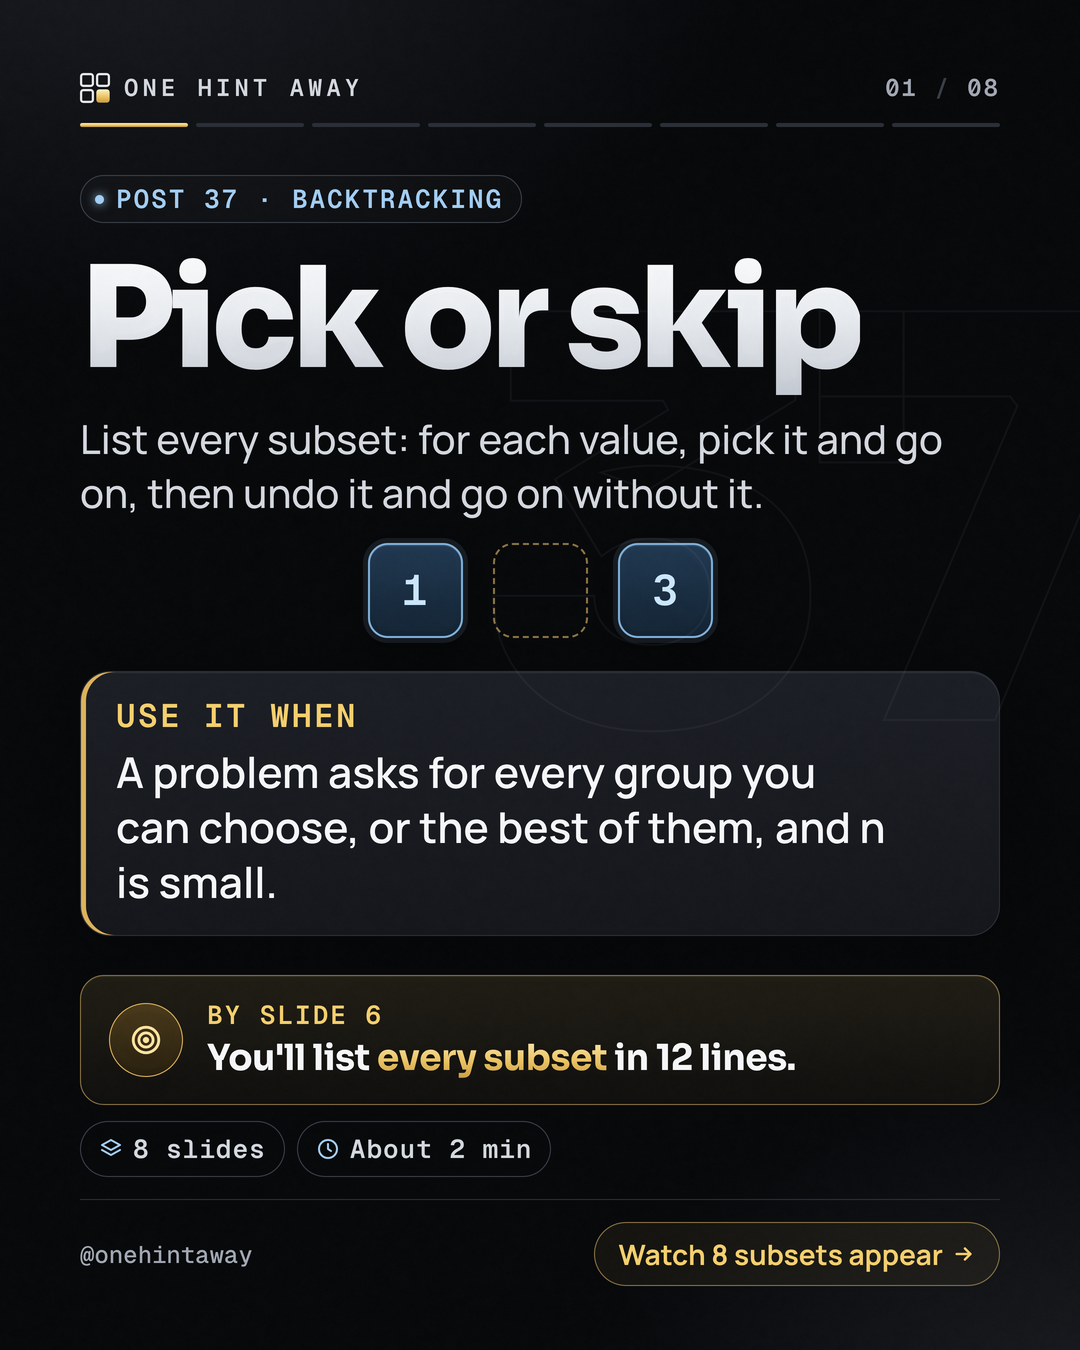 ONE HINT AWAY
01 / 08
POST 37 · BACKTRACKING
Pick or skip
List every subset: for each value, pick it and go
on, then undo it and go on without it.
1
3
37
USE IT WHEN
A problem asks for every group you
can choose, or the best of them, and n
is small.
BY SLIDE 6
You'll list every subset in 12 lines.
8 slides
About 2 min
@onehintaway
Watch 8 subsets appear →